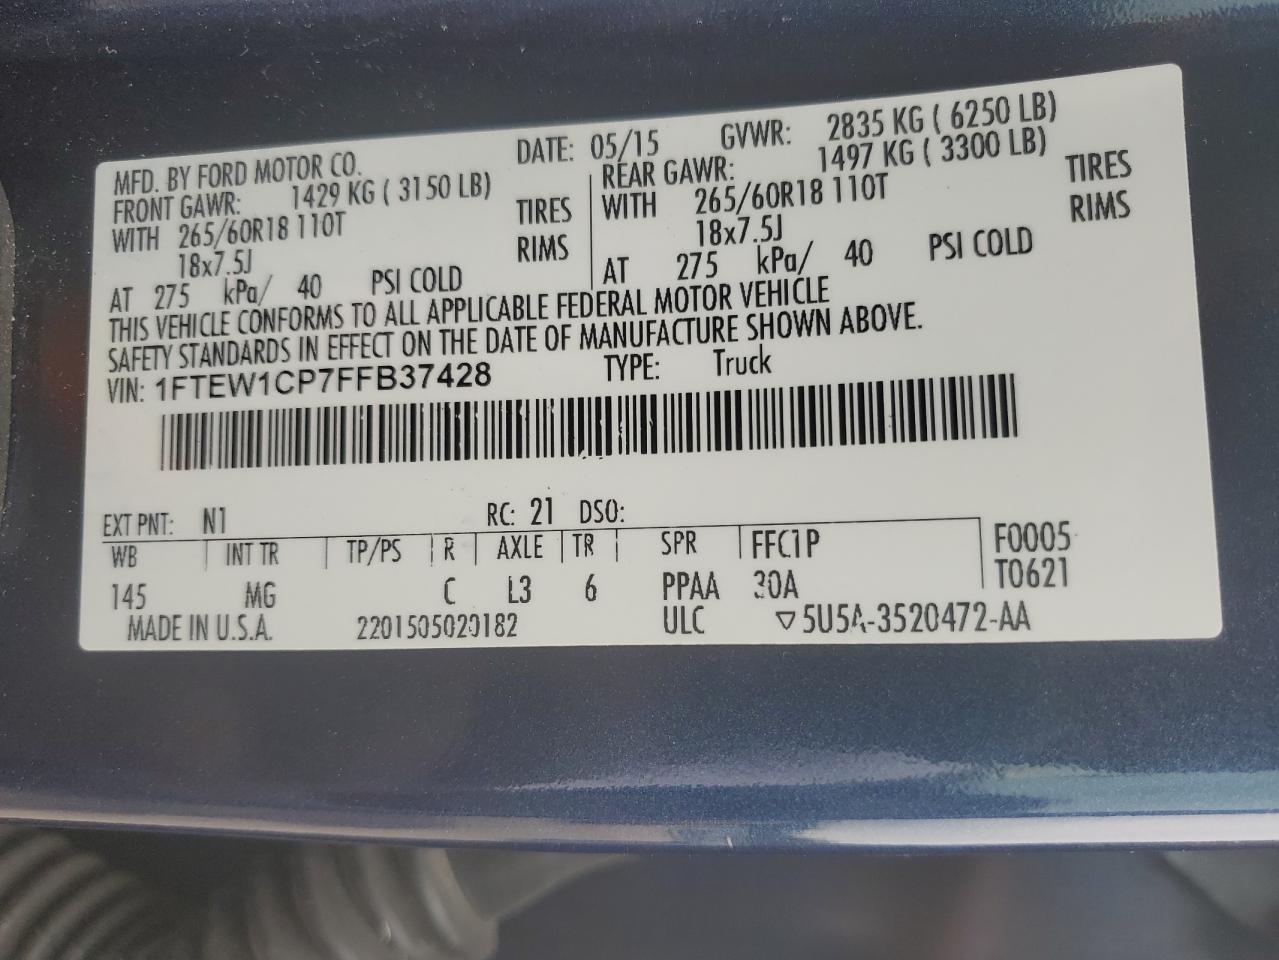 MFD. BY FORD MOTOR CO. DATE: 05/15 GVWR: 2835 KG ( 6250 LB)
FRONT GAWR: 1429 KG ( 3150 LB) REAR GAWR: 1497 KG ( 3300 LB)
WITH 265/60R18 110T TIRES WITH 265/60R18 110T TIRES
18x7.5J RIMS 18x7.5J RIMS
AT 275 kPa/ 40 PSI COLD AT 275 kPa/ 40 PSI COLD
THIS VEHICLE CONFORMS TO ALL APPLICABLE FEDERAL MOTOR VEHICLE
SAFETY STANDARDS IN EFFECT ON THE DATE OF MANUFACTURE SHOWN ABOVE.
VIN: 1FTEW1CP7FFB37428 TYPE: Truck
EXT PNT: N1 RC: 21 DSO:
WB INT TR TP/PS R AXLE TR SPR FFC1P F0005
145 MG C L3 6 PPAA 30A T0621
MADE IN U.S.A. 2201505020182 ULC ▽5U5A-3520472-AA